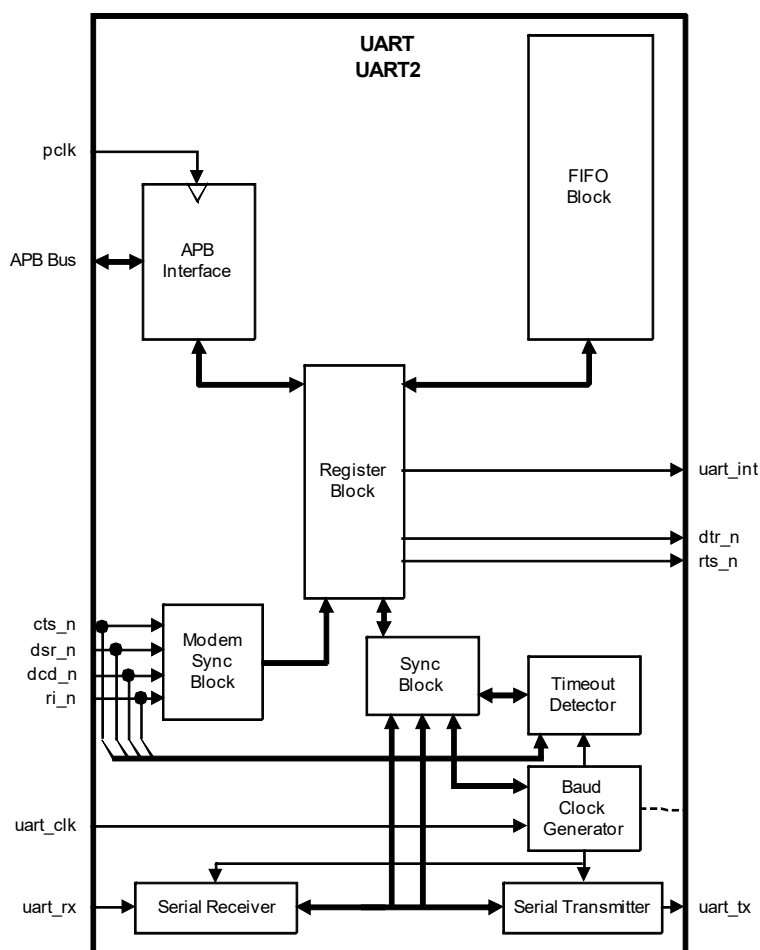 UART
UART2
pclk
FIFO
Block
APB Bus
APB
Interface
Register
Block
uart_int
dtr_n
rts_n
cts_n
dsr_n
dcd_n
ri_n
Modem
Sync
Block
Sync
Block
Timeout
Detector
Baud
Clock
Generator
uart_clk
uart_rx
Serial Receiver
Serial Transmitter
uart_tx